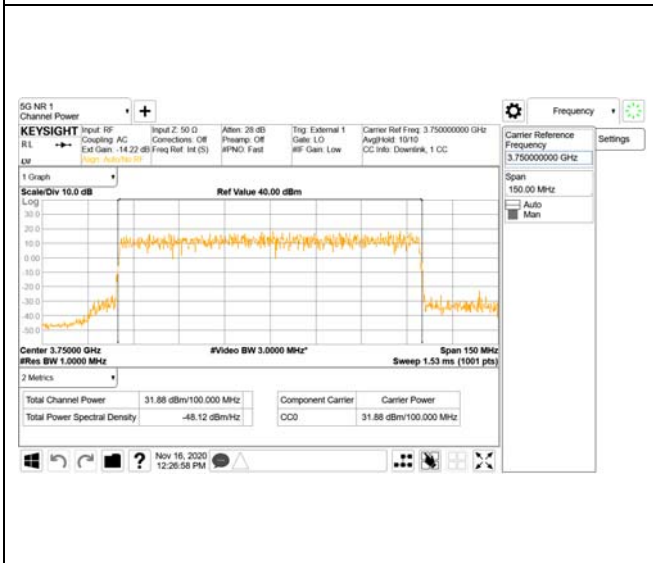 5G NR 1
Channel Power
Frequency
KEYSIGHT
RL
Input: RF
Coupling: AC
Ext Gain: -14.22 dB
Align: Auto/No RF
Input Z: 50 Ω
Corrections: Off
Freq Ref: Int (S)
Atten: 28 dB
Preamp: Off
#PNO: Fast
Trig: External 1
Gate: LO
#IF Gain: Low
Carrier Ref Freq: 3.750000000 GHz
Avg|Hold: 10/10
CC Info: Downlink, 1 CC
Carrier Reference
Frequency
3.750000000 GHz
Settings
Span
150.00 MHz
Auto
Man
1 Graph
Scale/Div 10.0 dB
Ref Value 40.00 dBm
Log
30.0
20.0
10.0
0.00
-10.0
-20.0
-30.0
-40.0
-50.0
Center 3.75000 GHz
#Video BW 3.0000 MHz*
Span 150 MHz
#Res BW 1.0000 MHz
Sweep 1.53 ms (1001 pts)
2 Metrics
Total Channel Power 31.88 dBm/100.000 MHz
Total Power Spectral Density -48.12 dBm/Hz
Component Carrier Carrier Power
CC0 31.88 dBm/100.000 MHz
? Nov 16, 2020
12:26:58 PM